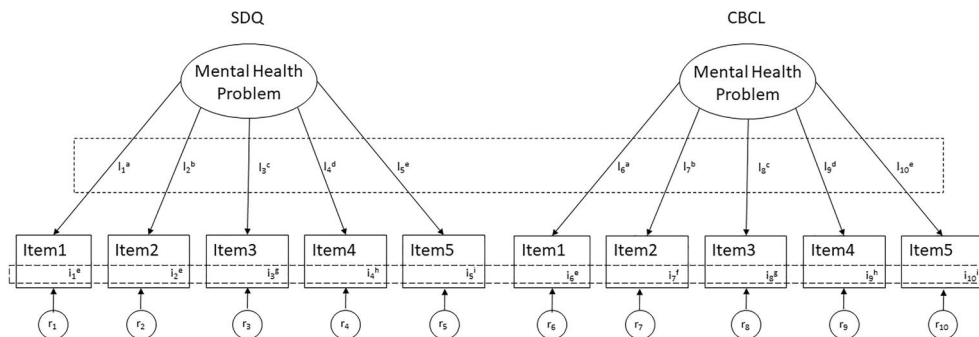 SDQ
CBCL
Mental Health
Problem
Mental Health
Problem
l₁ᵃ l₂ᵇ l₃ᶜ l₄ᵈ l₅ᵉ l₆ᵃ l₇ᵇ l₈ᶜ l₉ᵈ l₁₀ᵉ
Item1 Item2 Item3 Item4 Item5 Item1 Item2 Item3 Item4 Item5
i₁ᵉ i₂ᵉ i₃ᵍ i₄ʰ i₅ⁱ i₆ᵉ i₇ᶠ i₈ᵍ i₉ʰ i₁₀ⁱ
r₁ r₂ r₃ r₄ r₅ r₆ r₇ r₈ r₉ r₁₀